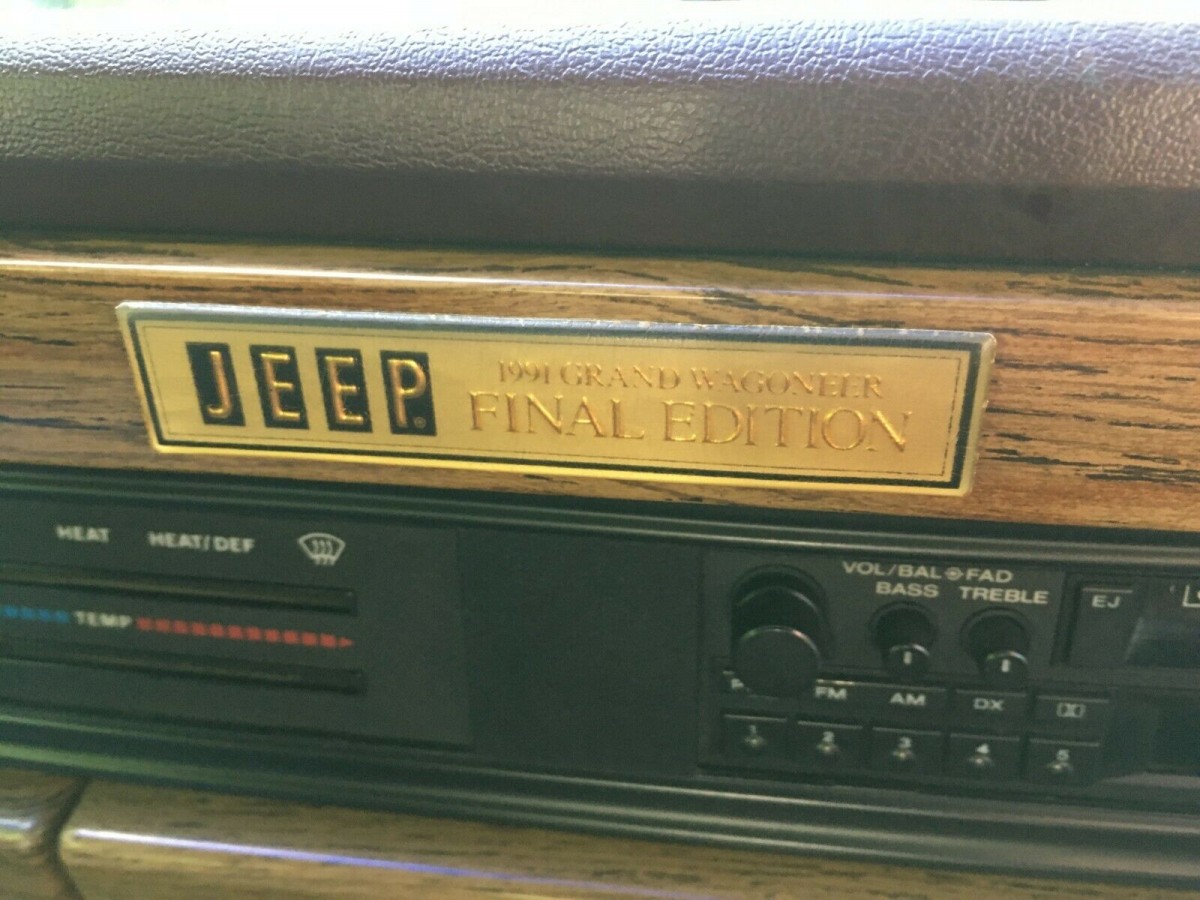 JEEP®
1991 GRAND WAGONEER
FINAL EDITION
HEAT HEAT/DEF
TEMP
VOL/BAL FAD
BASS TREBLE
EJ
FM AM DX
1 2 3 4 5